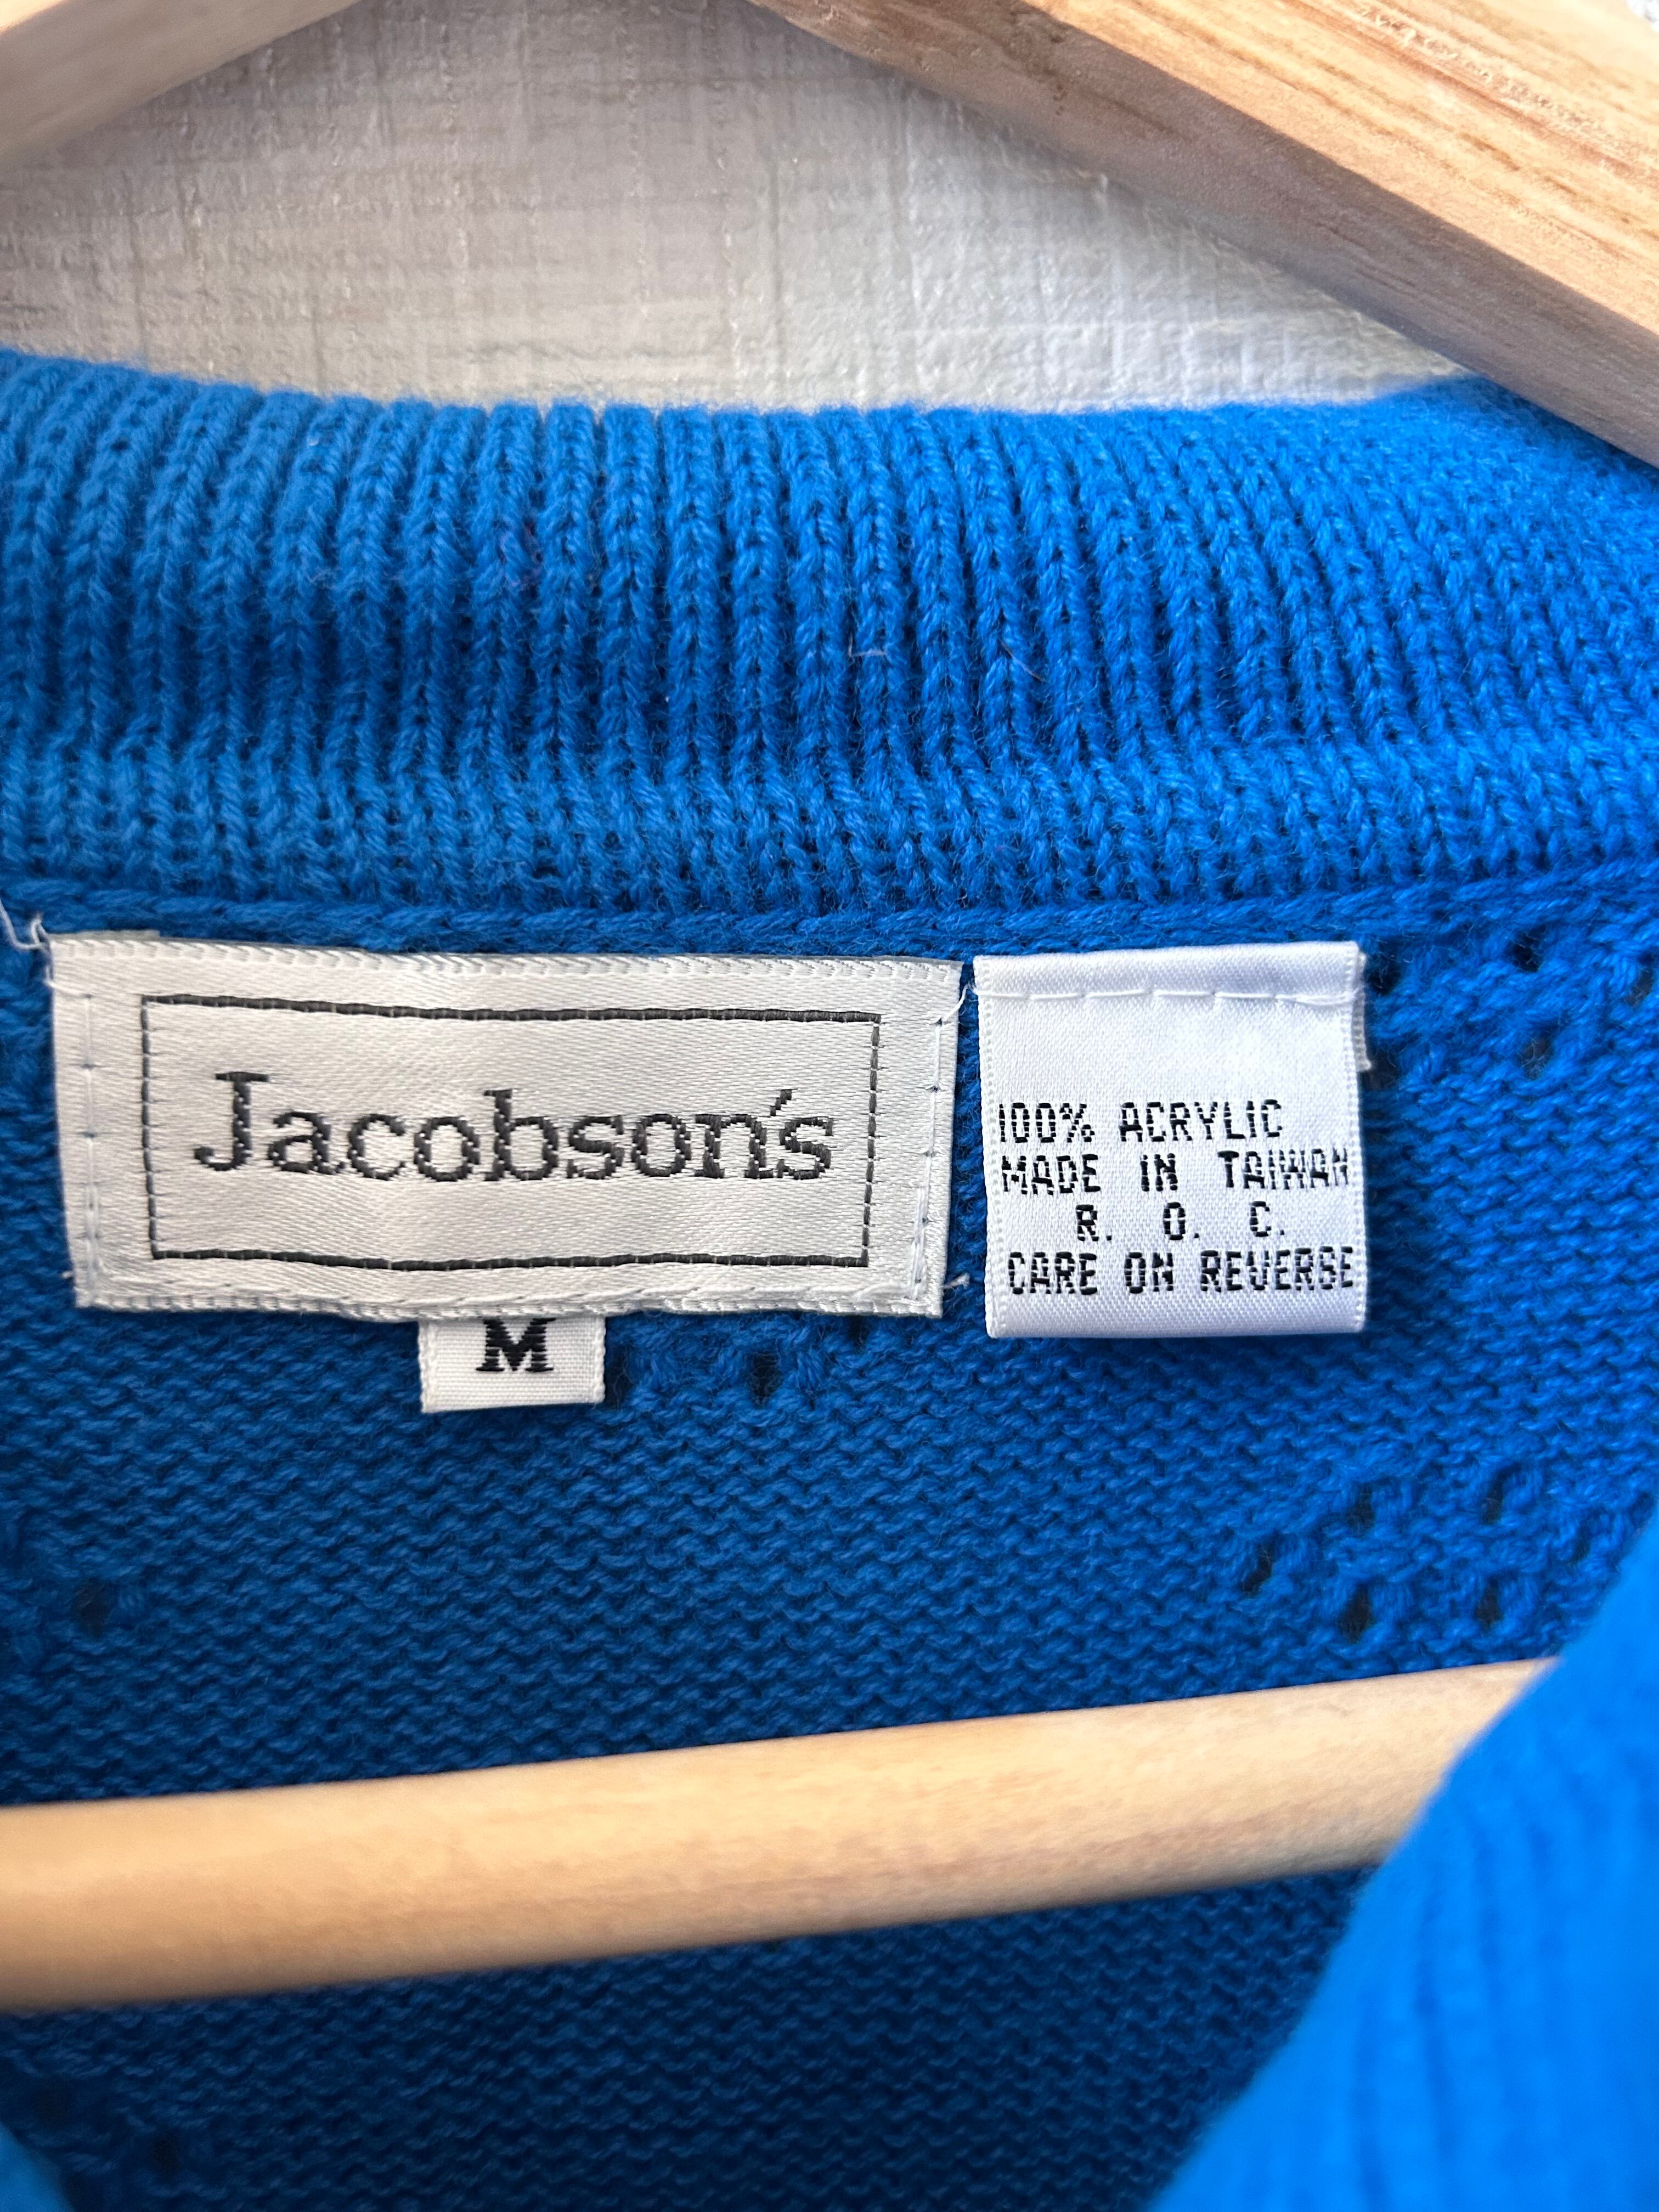 Jacobson's
M
100% ACRYLIC
MADE IN TAIWAN
R. O. C.
CARE ON REVERSE